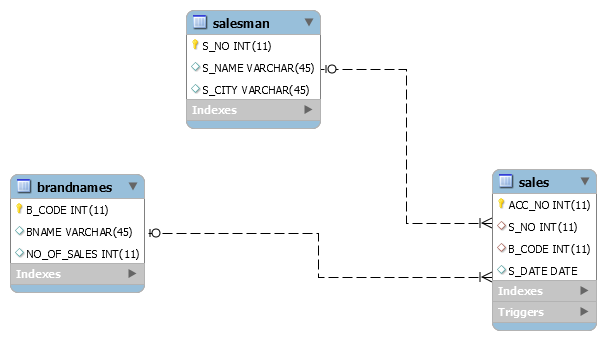 salesman
S_NO INT(11)
S_NAME VARCHAR(45)
S_CITY VARCHAR(45)
Indexes
brandnames
B_CODE INT(11)
BNAME VARCHAR(45)
NO_OF_SALES INT(11)
Indexes
sales
ACC_NO INT(11)
S_NO INT(11)
B_CODE INT(11)
S_DATE DATE
Indexes
Triggers